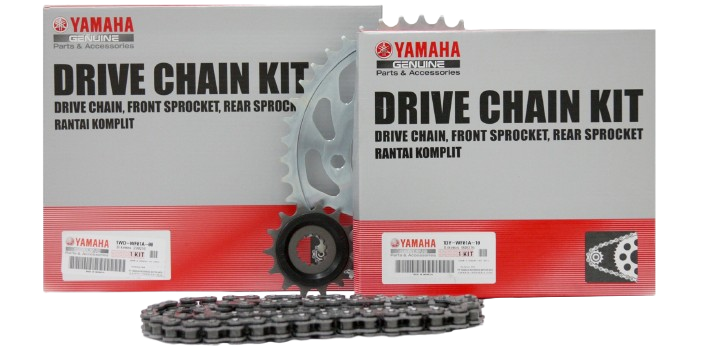 YAMAHA
GENUINE
Parts & Accessories
DRIVE CHAIN KIT
DRIVE CHAIN, FRONT SPROCKET, REAR SPROC
RANTAI KOMPLIT
YAMAHA
1 KIT
YAMAHA
GENUINE
Parts & Accessories
DRIVE CHAIN KIT
DRIVE CHAIN, FRONT SPROCKET, REAR SPROCKET
RANTAI KOMPLIT
YAMAHA
1 KIT